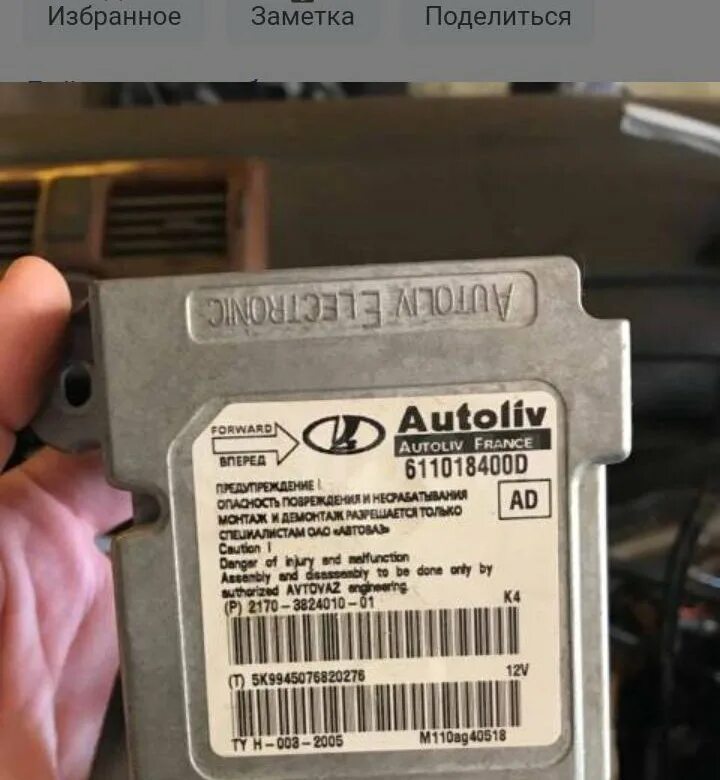 Избранное
Заметка
Поделиться
AUTOLIV ELECTRONIC
FORWARD
ВПЕРЕД
Autoliv
AUTOLIV FRANCE
611018400D
AD
ПРЕДУПРЕЖДЕНИЕ !
ОПАСНОСТЬ ПОВРЕЖДЕНИЯ И НЕСРАБАТЫВАНИЯ
МОНТАЖ И ДЕМОНТАЖ РАЗРЕШАЕТСЯ ТОЛЬКО
СПЕЦИАЛИСТАМ ОАО «АВТОВАЗ»
Caution !
Danger of injury and malfunction
Assembly and disassembly to be done only by
authorized AVTOVAZ engineering.
(P) 2170-3824010-01
K4
(T) 5K9945076820276
12V
TY H-003-2005
M110ag40518